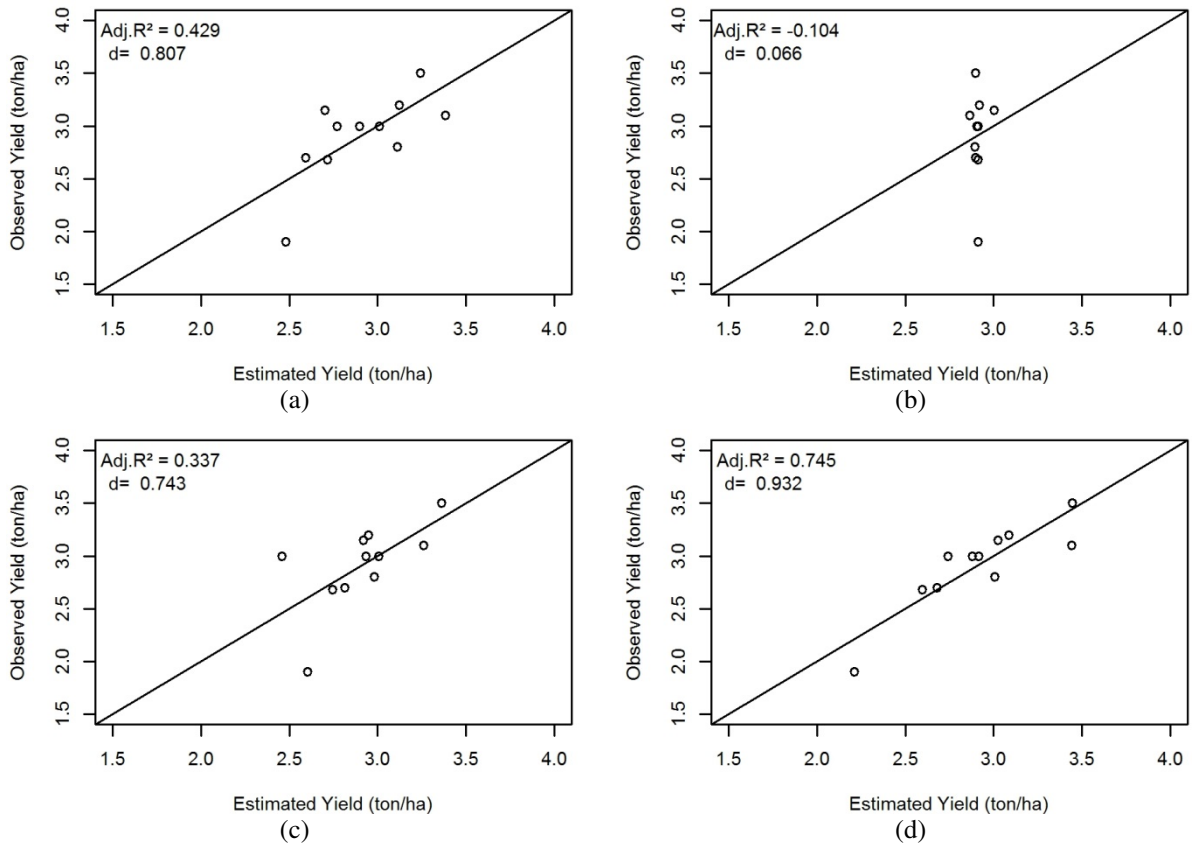 Adj.R² = 0.429
d= 0.807
Observed Yield (ton/ha)
4.0
3.5
3.0
2.5
2.0
1.5
1.5 2.0 2.5 3.0 3.5 4.0
Estimated Yield (ton/ha)
(a)
Adj.R² = -0.104
d= 0.066
Observed Yield (ton/ha)
4.0
3.5
3.0
2.5
2.0
1.5
1.5 2.0 2.5 3.0 3.5 4.0
Estimated Yield (ton/ha)
(b)
Adj.R² = 0.337
d= 0.743
Observed Yield (ton/ha)
4.0
3.5
3.0
2.5
2.0
1.5
1.5 2.0 2.5 3.0 3.5 4.0
Estimated Yield (ton/ha)
(c)
Adj.R² = 0.745
d= 0.932
Observed Yield (ton/ha)
4.0
3.5
3.0
2.5
2.0
1.5
1.5 2.0 2.5 3.0 3.5 4.0
Estimated Yield (ton/ha)
(d)